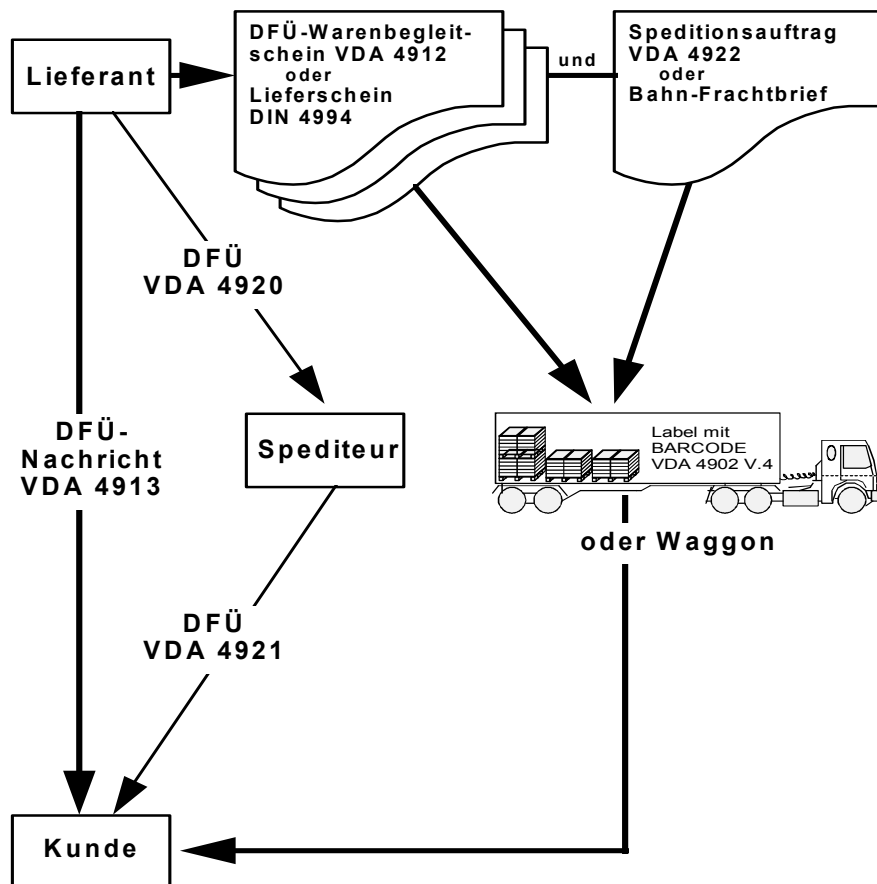 DFÜ-Warenbegleit-
schein VDA 4912
oder
Lieferschein
DIN 4994
und
Speditionsauftrag
VDA 4922
oder
Bahn-Frachtbrief
Lieferant
DFÜ
VDA 4920
DFÜ-
Nachricht
VDA 4913
Spediteur
Label mit
BARCODE
VDA 4902 V.4
oder Waggon
DFÜ
VDA 4921
Kunde